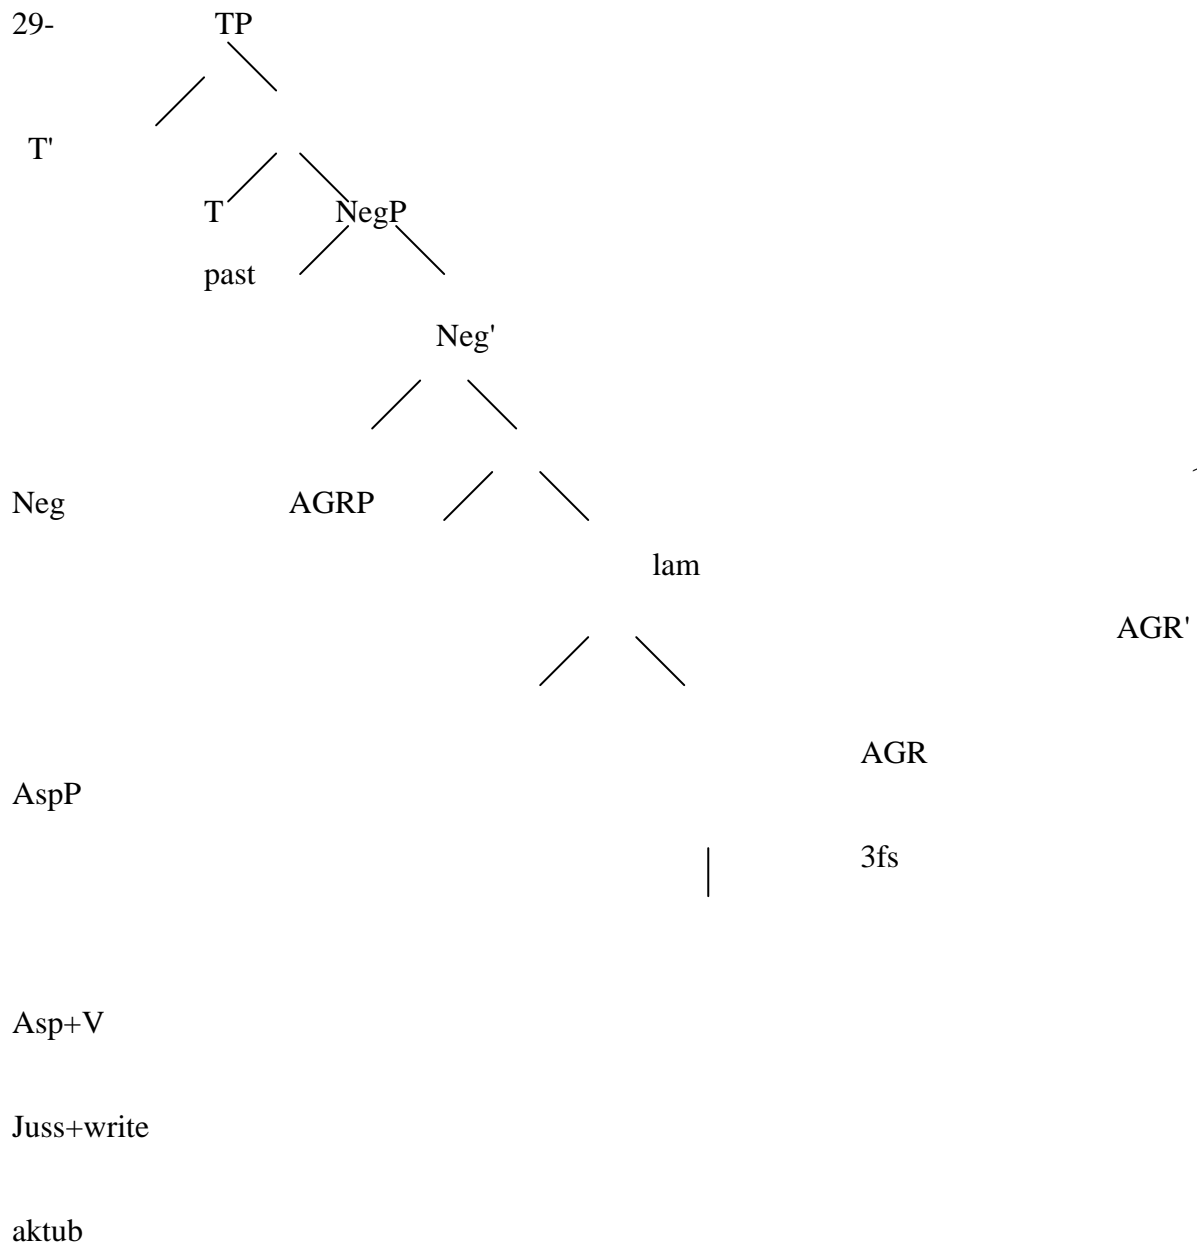 29- TP
T'
T NegP
past
Neg'
Neg AGRP
lam
AGR'
AGR
AspP
3fs
Asp+V
Juss+write
aktub